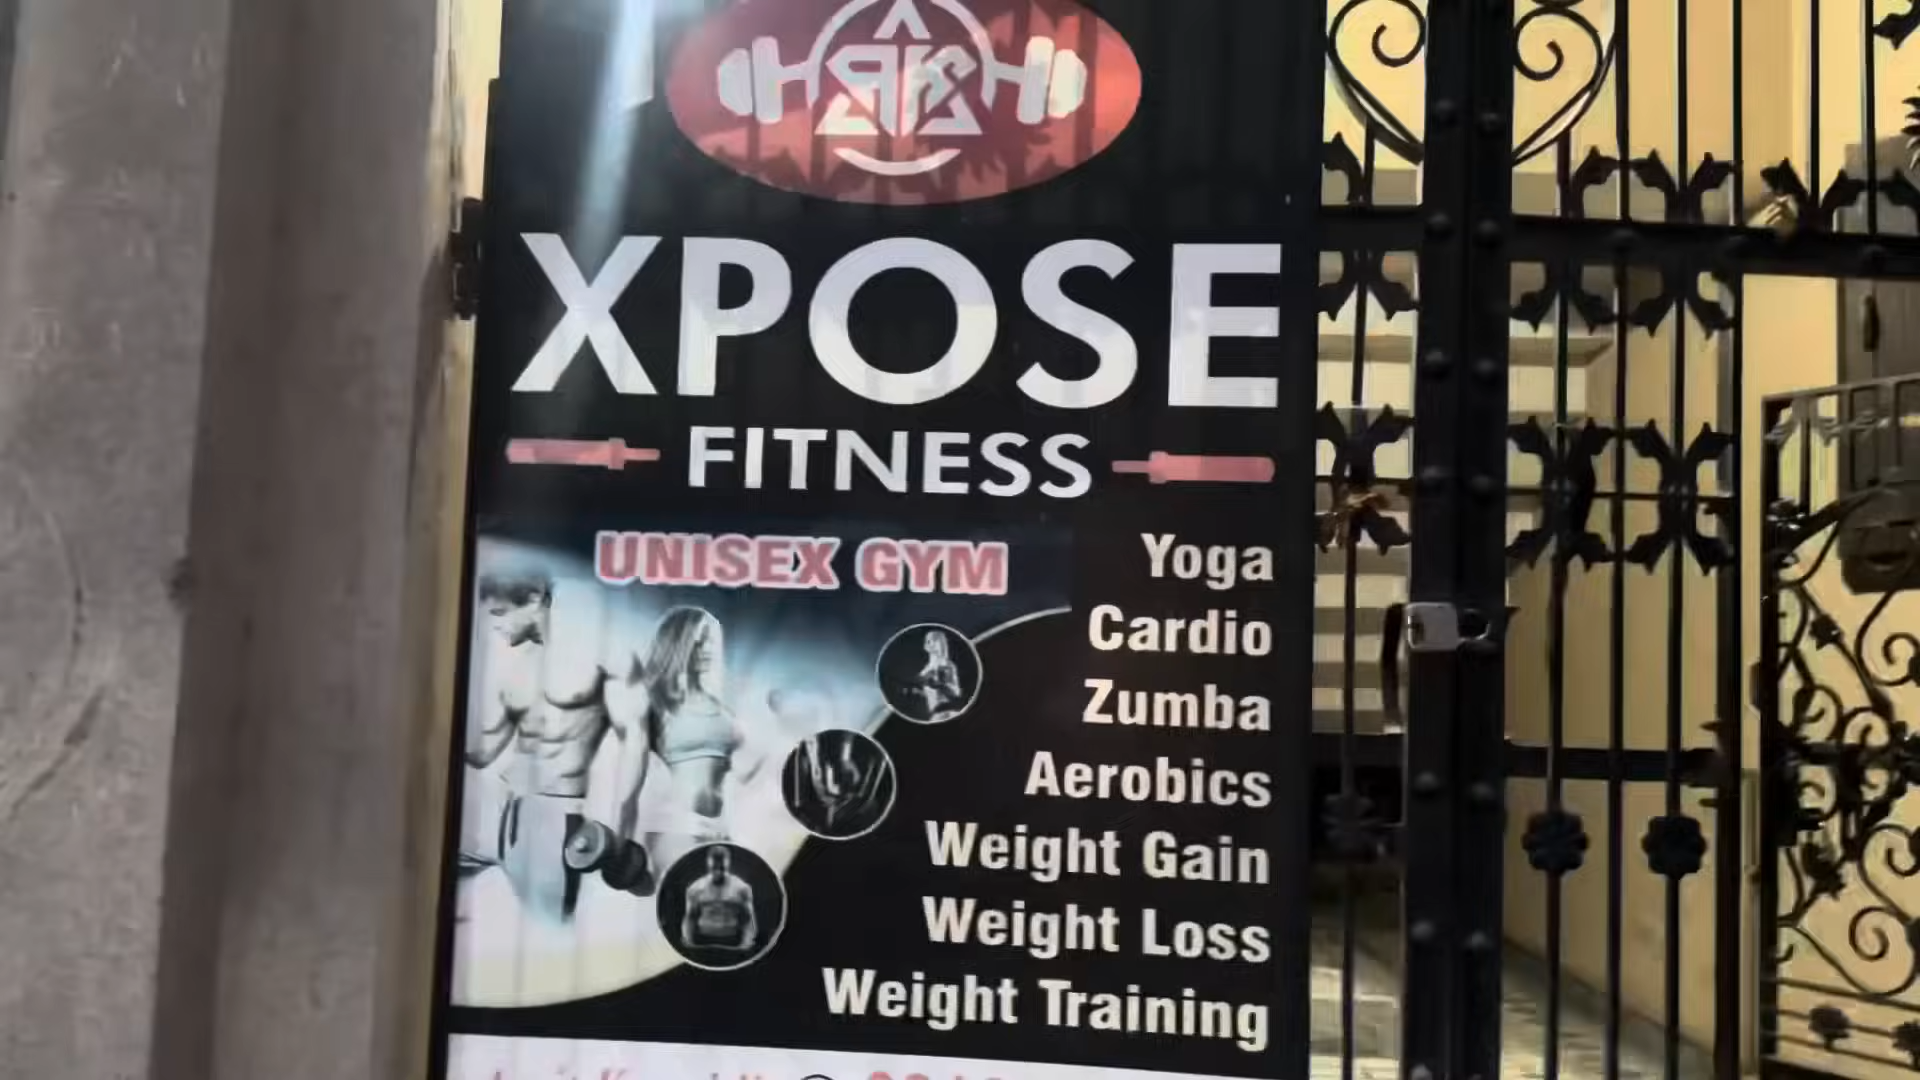 XPOSE
FITNESS
UNISEX GYM
Yoga
Cardio
Zumba
Aerobics
Weight Gain
Weight Loss
Weight Training